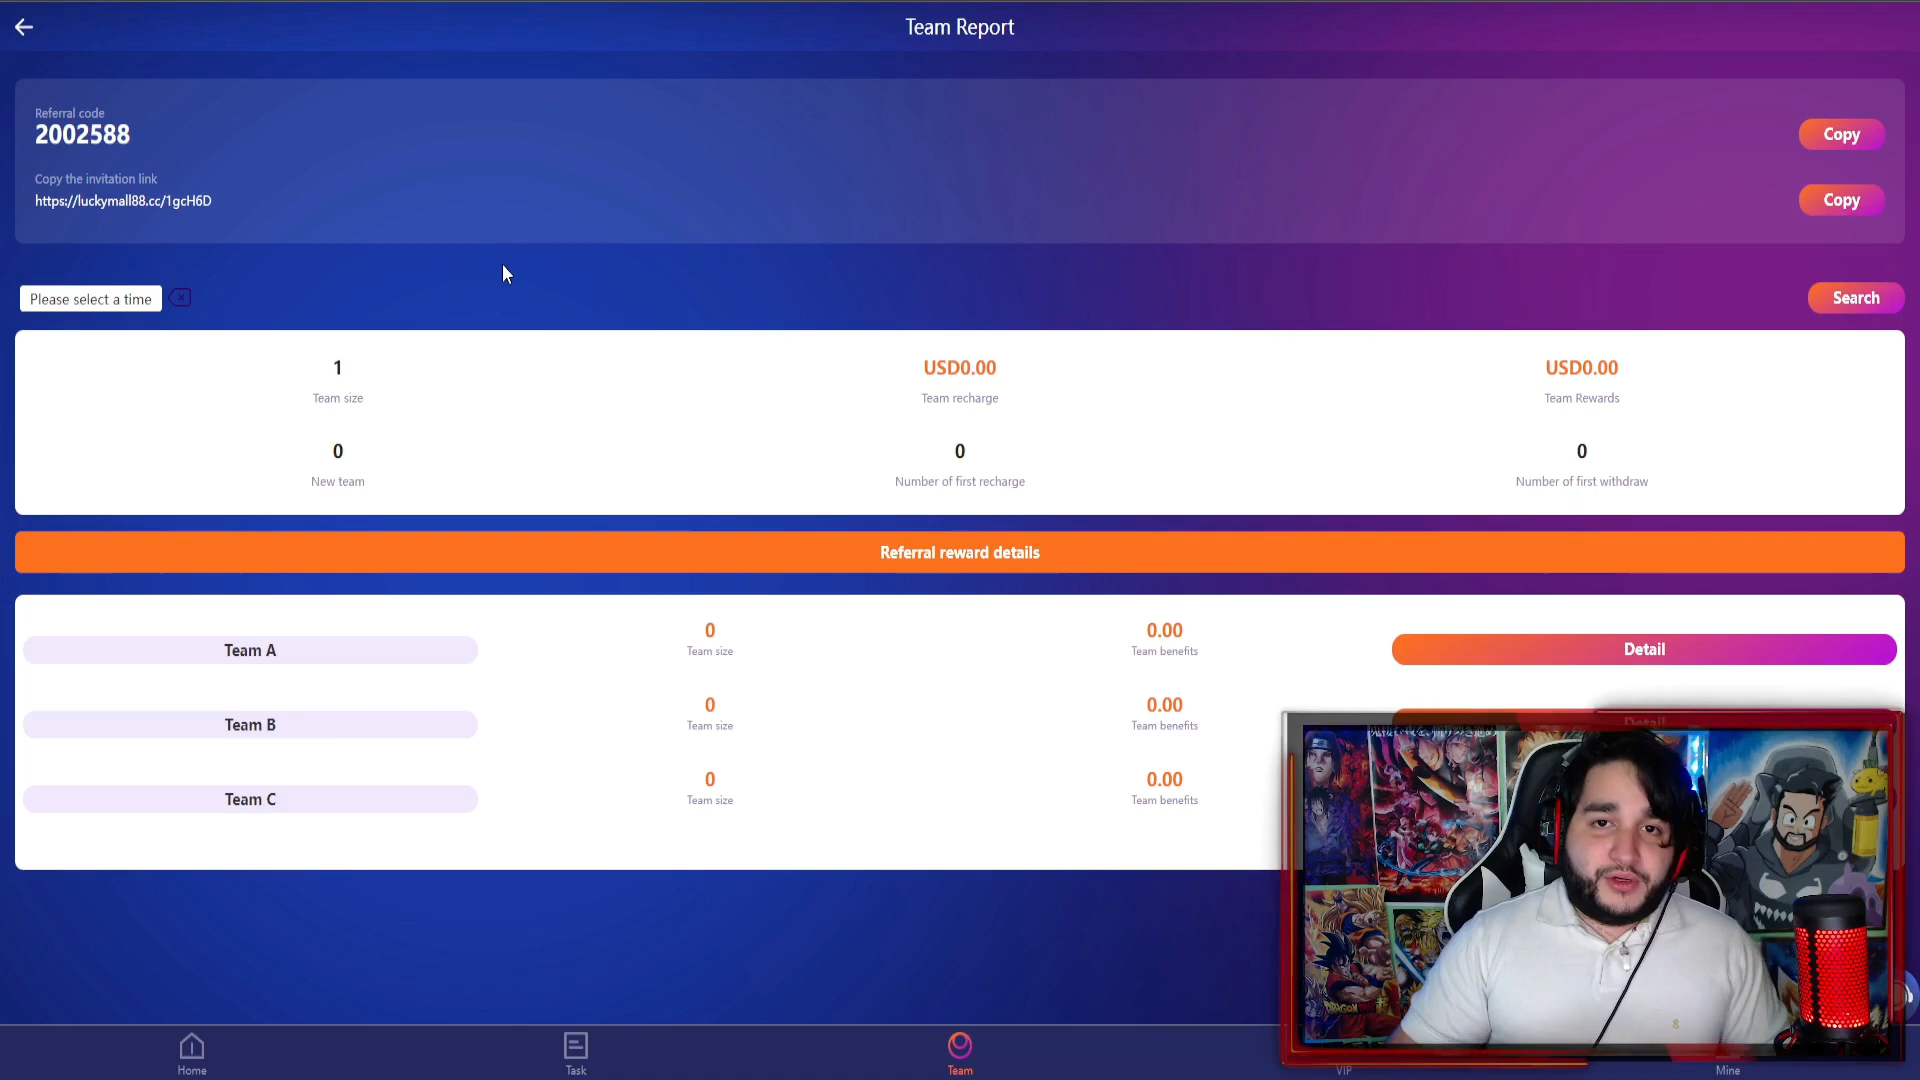 Team Report
Referral code
2002588
Copy
Copy the invitation link
https://luckymall88.cc/1gcH6D
Copy
Please select a time
Search
1
Team size
USD0.00
Team recharge
USD0.00
Team Rewards
0
New team
0
Number of first recharge
0
Number of first withdraw
Referral reward details
Team A
0
Team size
0.00
Team benefits
Detail
Team B
0
Team size
0.00
Team benefits
Detail
Team C
0
Team size
0.00
Team benefits
DRAGON
Home
Task
Team
VIP
Mine